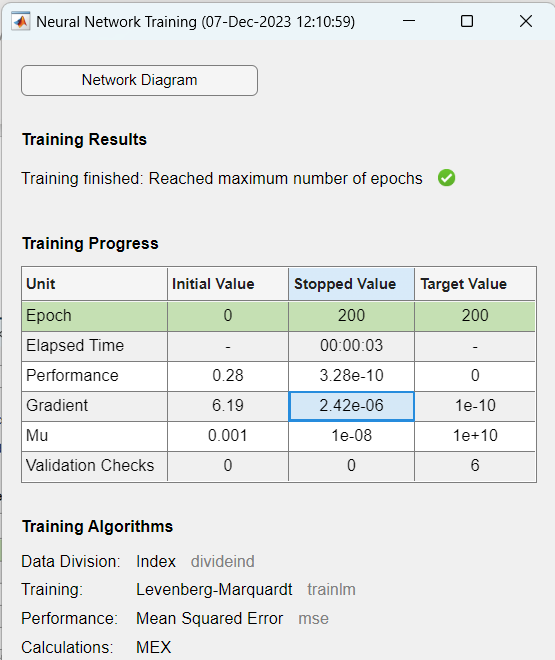 Neural Network Training (07-Dec-2023 12:10:59)
Network Diagram
Training Results
Training finished: Reached maximum number of epochs
Training Progress
Unit Initial Value Stopped Value Target Value
Epoch 0 200 200
Elapsed Time - 00:00:03 -
Performance 0.28 3.28e-10 0
Gradient 6.19 2.42e-06 1e-10
Mu 0.001 1e-08 1e+10
Validation Checks 0 0 6
Training Algorithms
Data Division: Index divideind
Training: Levenberg-Marquardt trainlm
Performance: Mean Squared Error mse
Calculations: MEX